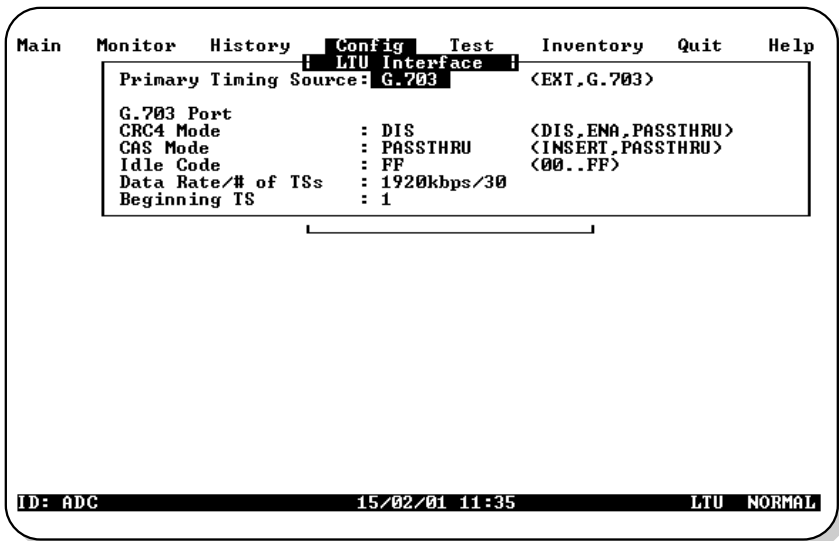 Main Monitor History Config Test Inventory Quit Help
LTU Interface
Primary Timing Source: G.703 (EXT,G.703)
G.703 Port
CRC4 Mode : DIS (DIS,ENA,PASSTHRU)
CAS Mode : PASSTHRU (INSERT,PASSTHRU)
Idle Code : FF (00..FF)
Data Rate/# of TSs : 1920kbps/30
Beginning TS : 1
ID: ADC 15/02/01 11:35 LTU NORMAL